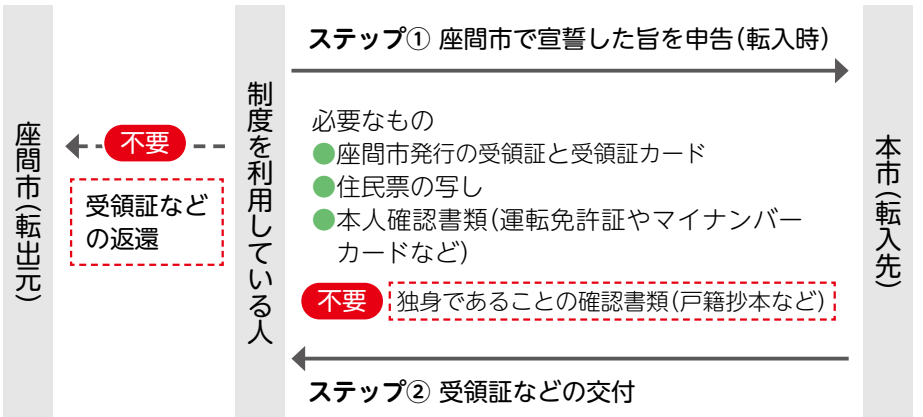 座間市（転出元）
不要
受領証など
の返還
制度を利用している人
ステップ① 座間市で宣誓した旨を申告（転入時）
必要なもの
●座間市発行の受領証と受領証カード
●住民票の写し
●本人確認書類（運転免許証やマイナンバー
カードなど）
不要 独身であることの確認書類（戸籍抄本など）
ステップ② 受領証などの交付
本市（転入先）